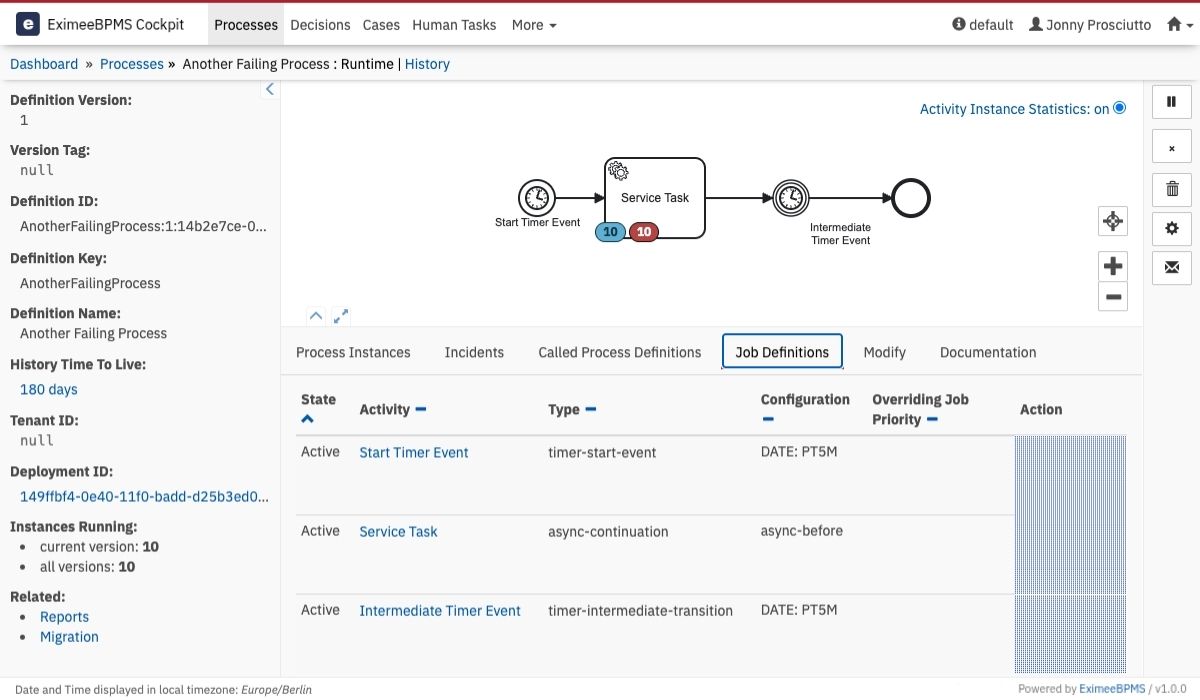 e EximeeBPMS Cockpit Processes Decisions Cases Human Tasks More default Jonny Prosciutto
Dashboard » Processes » Another Failing Process : Runtime | History
Definition Version:
1
Version Tag:
null
Definition ID:
AnotherFailingProcess:1:14b2e7ce-0...
Definition Key:
AnotherFailingProcess
Definition Name:
Another Failing Process
History Time To Live:
180 days
Tenant ID:
null
Deployment ID:
149ffbf4-0e40-11f0-badd-d25b3ed0...
Instances Running:
current version: 10
all versions: 10
Related:
Reports
Migration
Activity Instance Statistics: on
Start Timer Event
Service Task
10 10
Intermediate
Timer Event
Process Instances Incidents Called Process Definitions Job Definitions Modify Documentation
State Activity Type Configuration Overriding Job Priority Action
Active Start Timer Event timer-start-event DATE: PT5M
Active Service Task async-continuation async-before
Active Intermediate Timer Event timer-intermediate-transition DATE: PT5M
Date and Time displayed in local timezone: Europe/Berlin
Powered by EximeeBPMS / v1.0.0